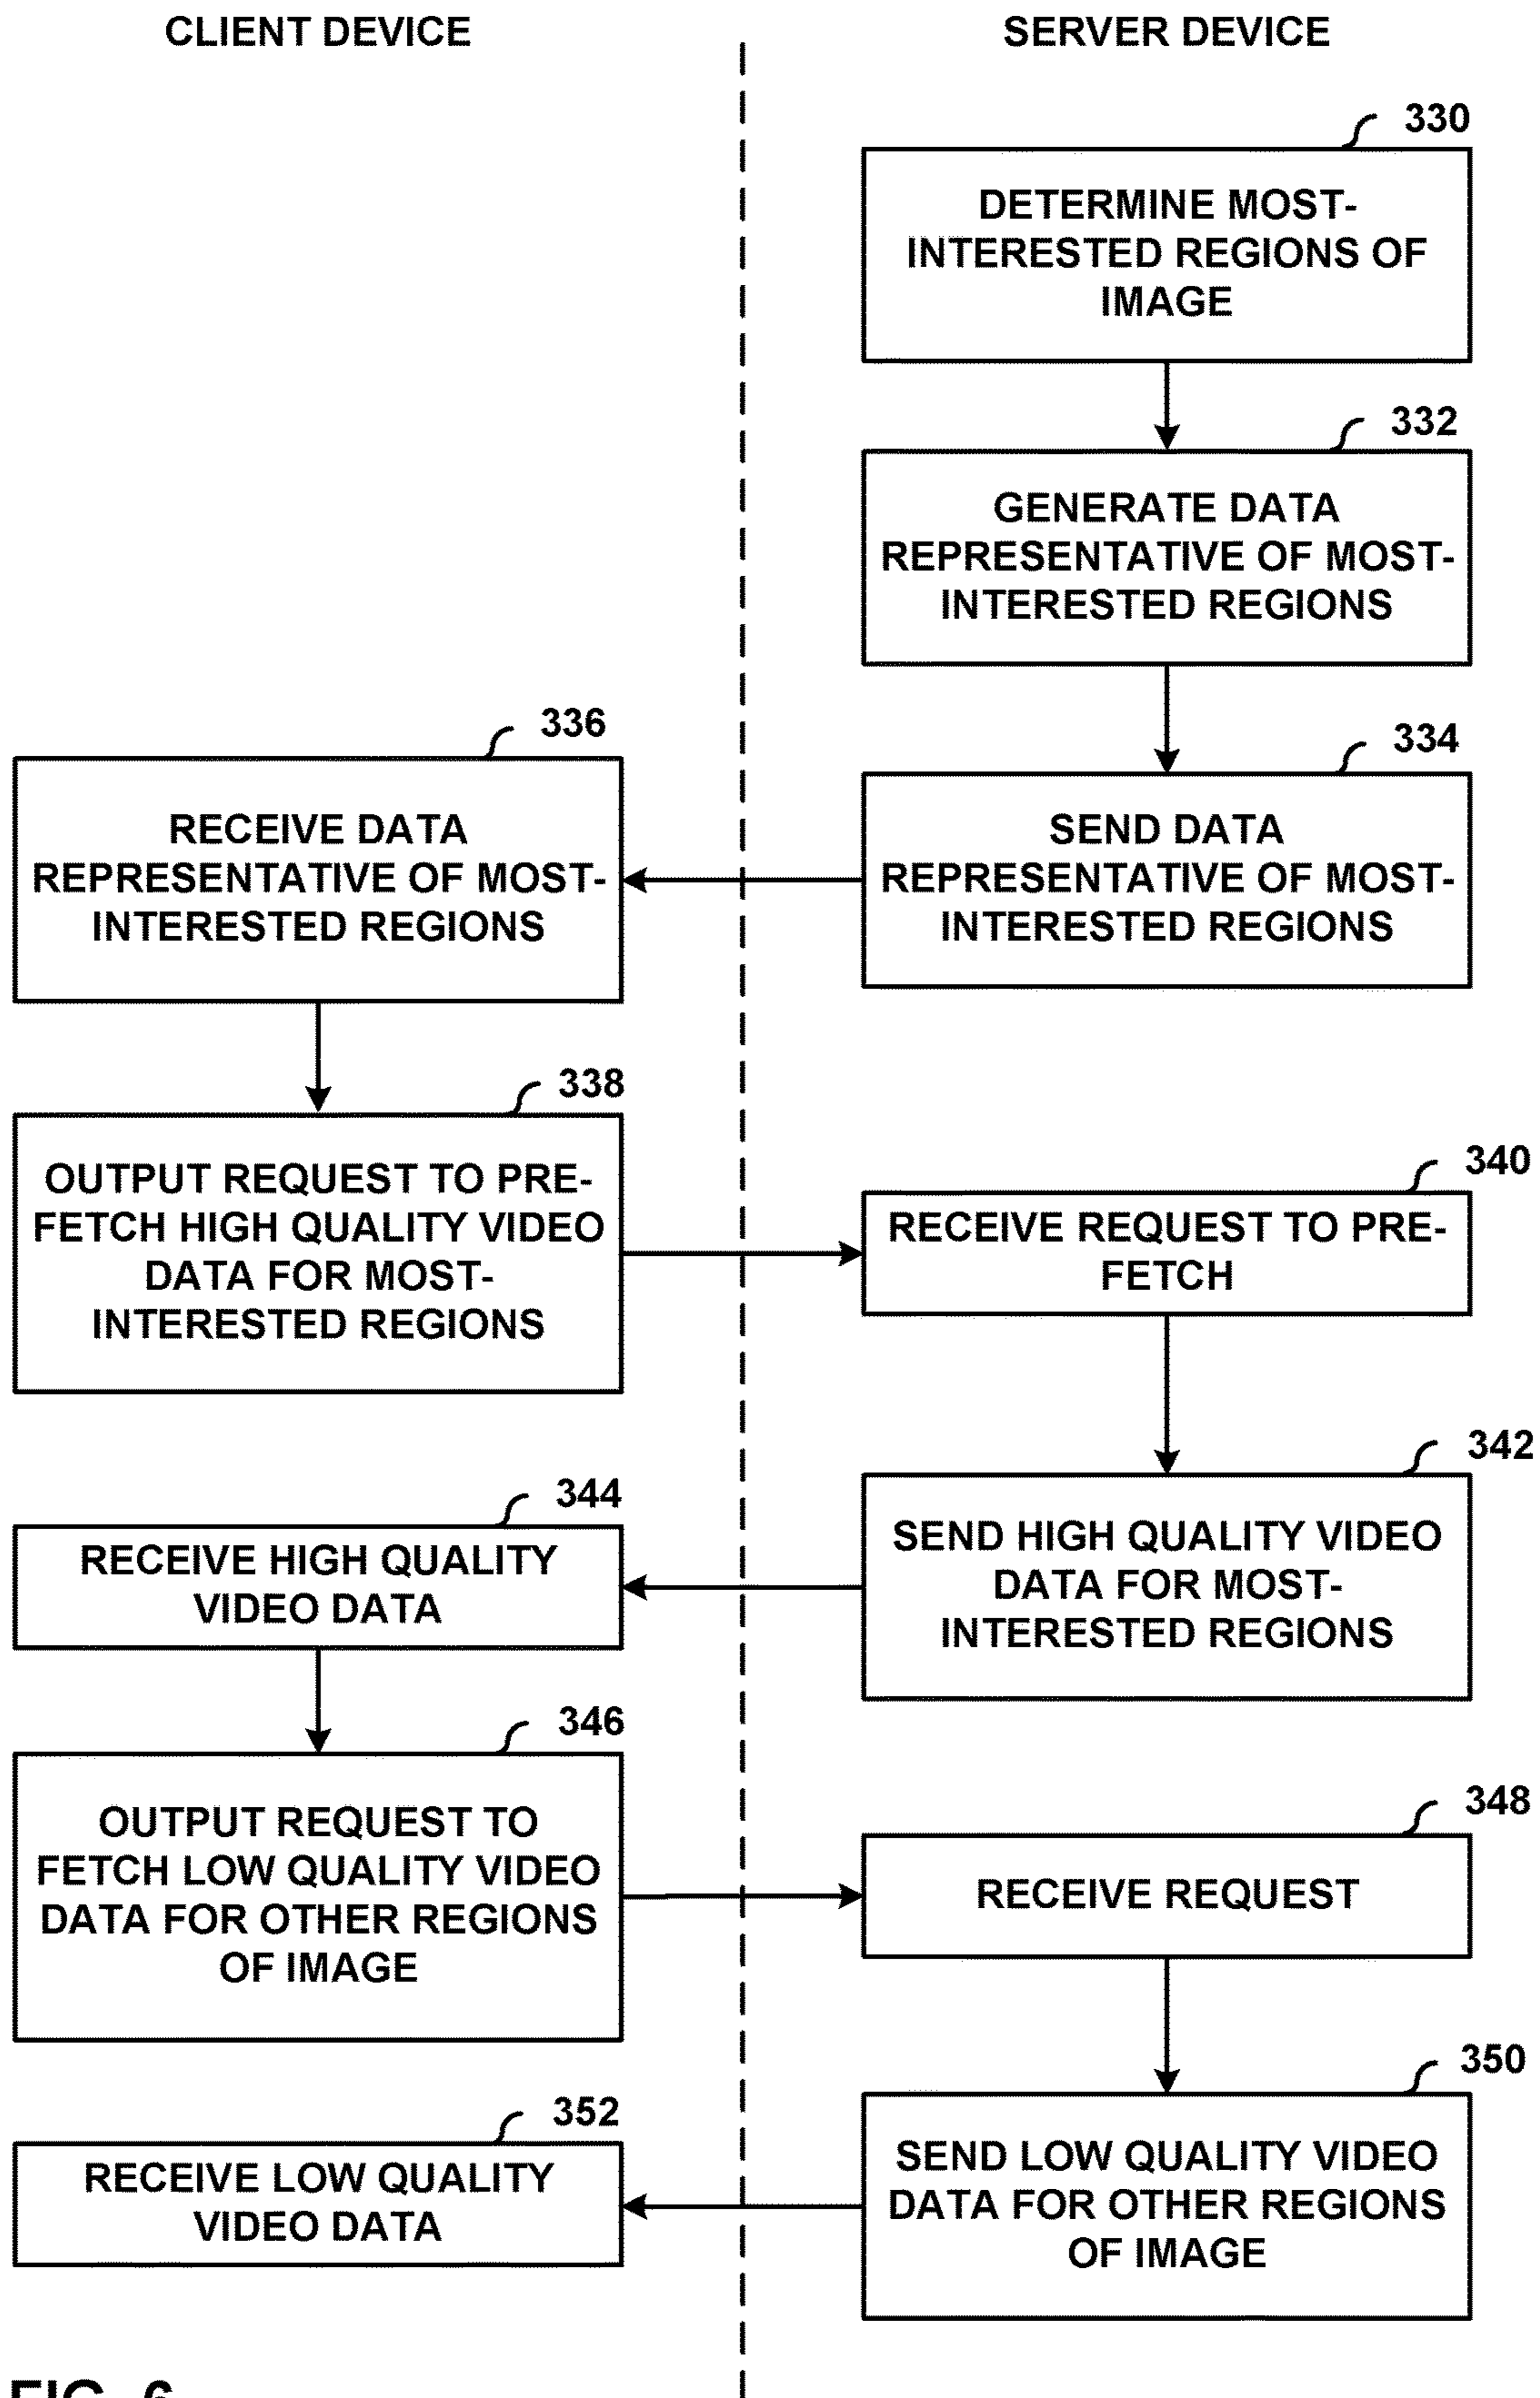 CLIENT DEVICE
SERVER DEVICE
330
DETERMINE MOST-
INTERESTED REGIONS OF
IMAGE
332
GENERATE DATA
REPRESENTATIVE OF MOST-
INTERESTED REGIONS
334
SEND DATA
REPRESENTATIVE OF MOST-
INTERESTED REGIONS
336
RECEIVE DATA
REPRESENTATIVE OF MOST-
INTERESTED REGIONS
338
OUTPUT REQUEST TO PRE-
FETCH HIGH QUALITY VIDEO
DATA FOR MOST-
INTERESTED REGIONS
340
RECEIVE REQUEST TO PRE-
FETCH
342
SEND HIGH QUALITY VIDEO
DATA FOR MOST-
INTERESTED REGIONS
344
RECEIVE HIGH QUALITY
VIDEO DATA
346
OUTPUT REQUEST TO
FETCH LOW QUALITY VIDEO
DATA FOR OTHER REGIONS
OF IMAGE
348
RECEIVE REQUEST
350
SEND LOW QUALITY VIDEO
DATA FOR OTHER REGIONS
OF IMAGE
352
RECEIVE LOW QUALITY
VIDEO DATA
FIG. 6